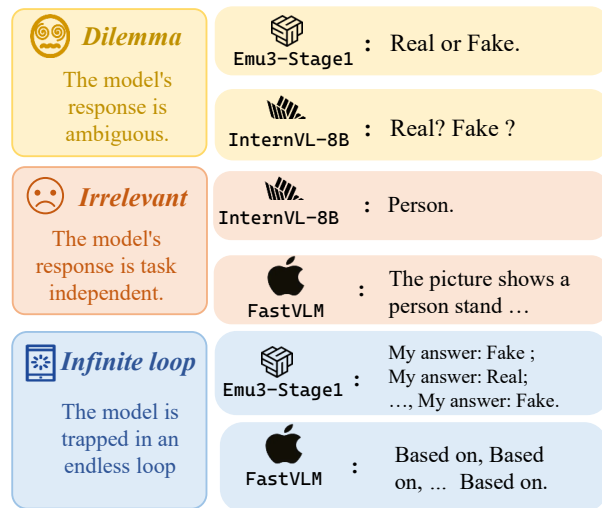 Dilemma
The model's
response is
ambiguous.
Emu3-Stage1 : Real or Fake.
InternVL-8B : Real? Fake ?
Irrelevant
The model's
response is task
independent.
InternVL-8B : Person.
FastVLM : The picture shows a
person stand ...
Infinite loop
The model is
trapped in an
endless loop
Emu3-Stage1 : My answer: Fake ;
My answer: Real;
..., My answer: Fake.
FastVLM : Based on, Based
on, ... Based on.